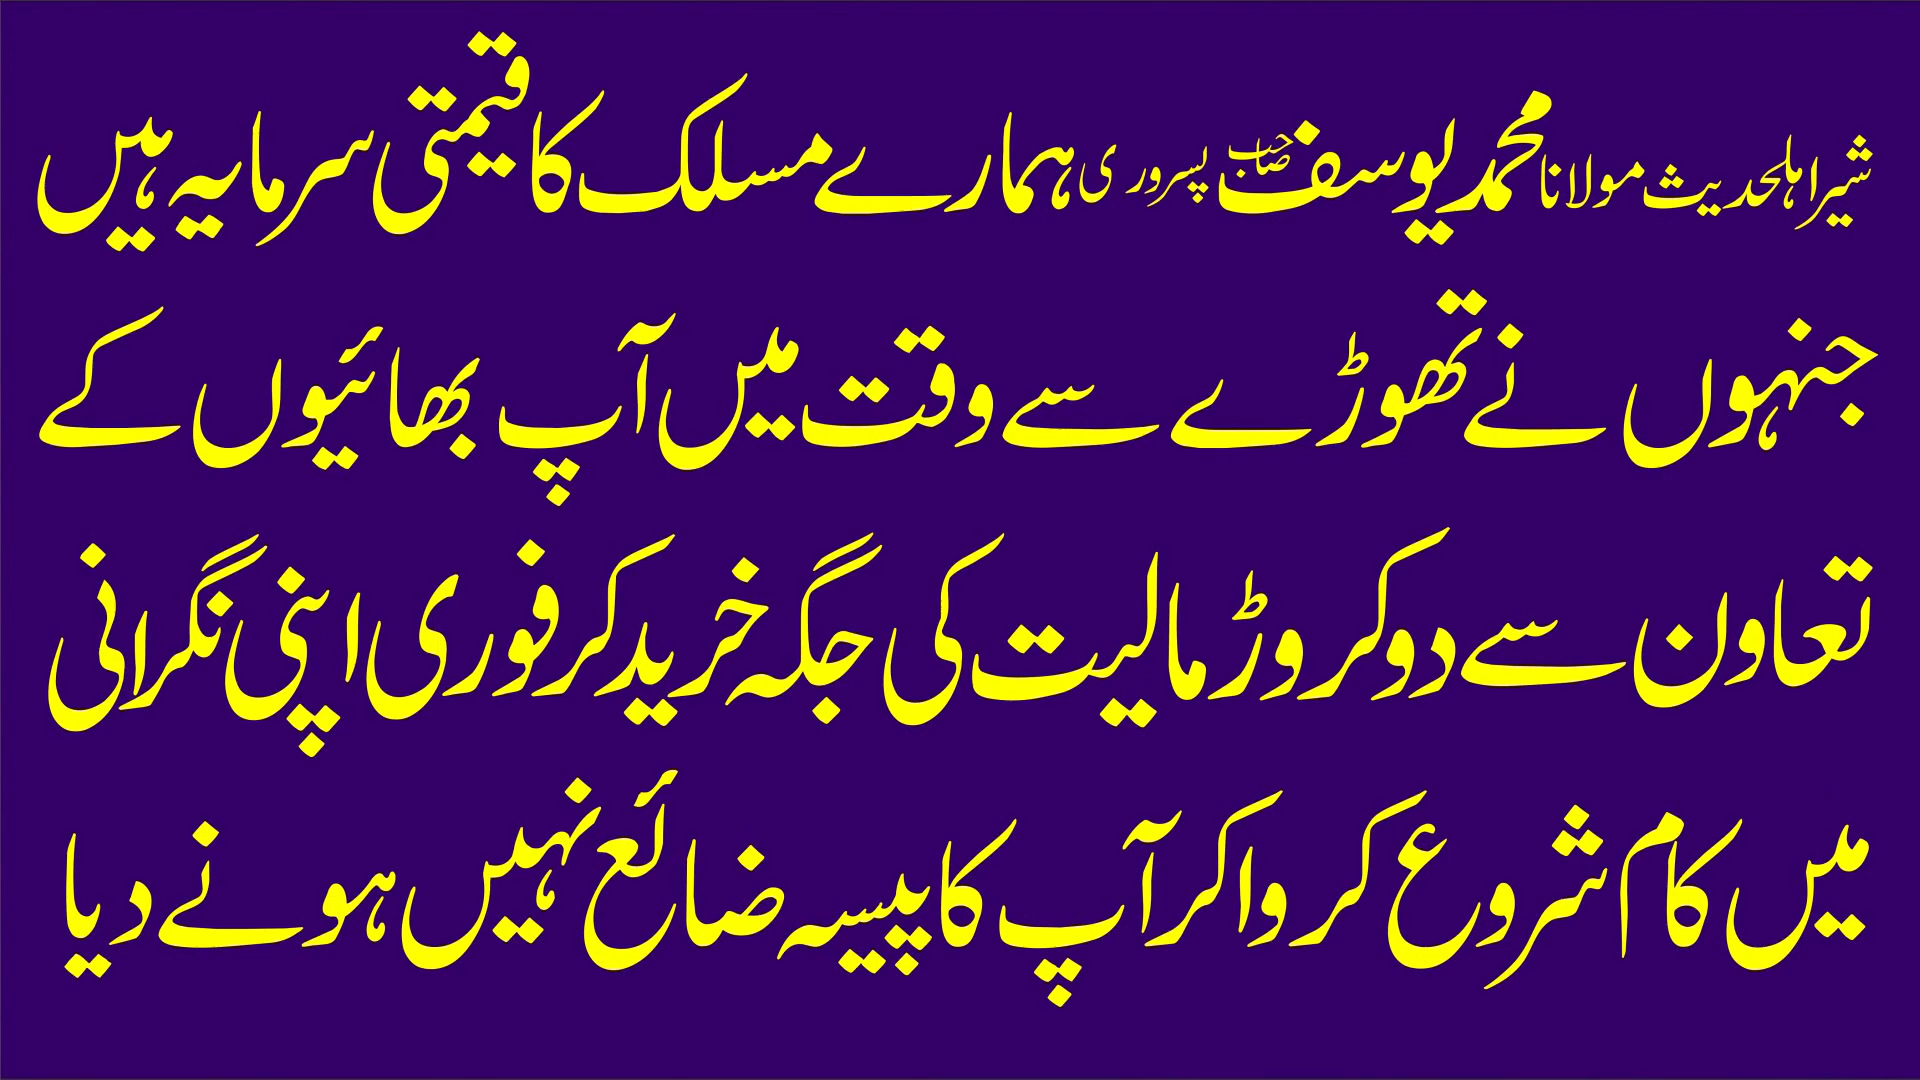 شیر اہلحدیث مولانا محمد یوسف صاحب پسروری ہمارے مسلک کا قیمتی سرمایہ ہیں
جنہوں نے تھوڑے سے وقت میں آپ بھائیوں کے
تعاون سے دو کروڑ مالیت کی جگہ خرید کر فوری اپنی نگرانی
میں کام شروع کروا کر آپ کا پیسہ ضائع نہیں ہونے دیا